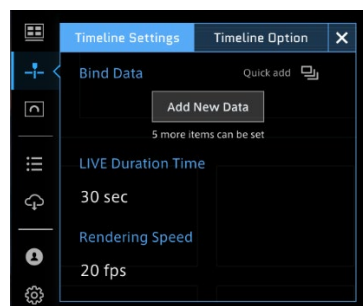 Timeline Settings
Timeline Option
Bind Data
Quick add
Add New Data
5 more items can be set
LIVE Duration Time
30 sec
Rendering Speed
20 fps